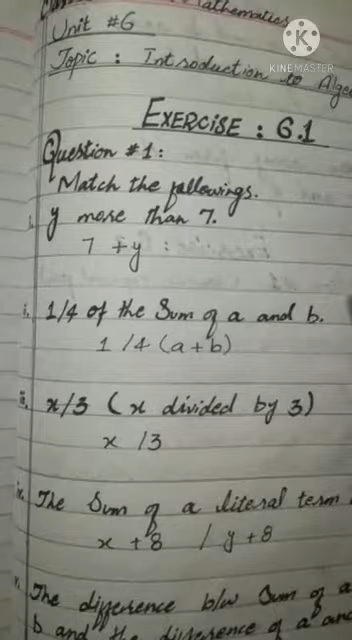 Mathematics
Unit #6
KINEMASTER
Topic : Introduction to Alge
EXERCISE : 6.1
Question #1:
Match the followings.
i. y more than 7.
7 + y :
ii. 1/4 of the Sum of a and b.
1 /4 (a+b)
iii. x/3 (x divided by 3)
x /3
iv. The Sum of a literal term
x +8 / y +8
v. The difference b/w Sum of a
b and the difference of a and